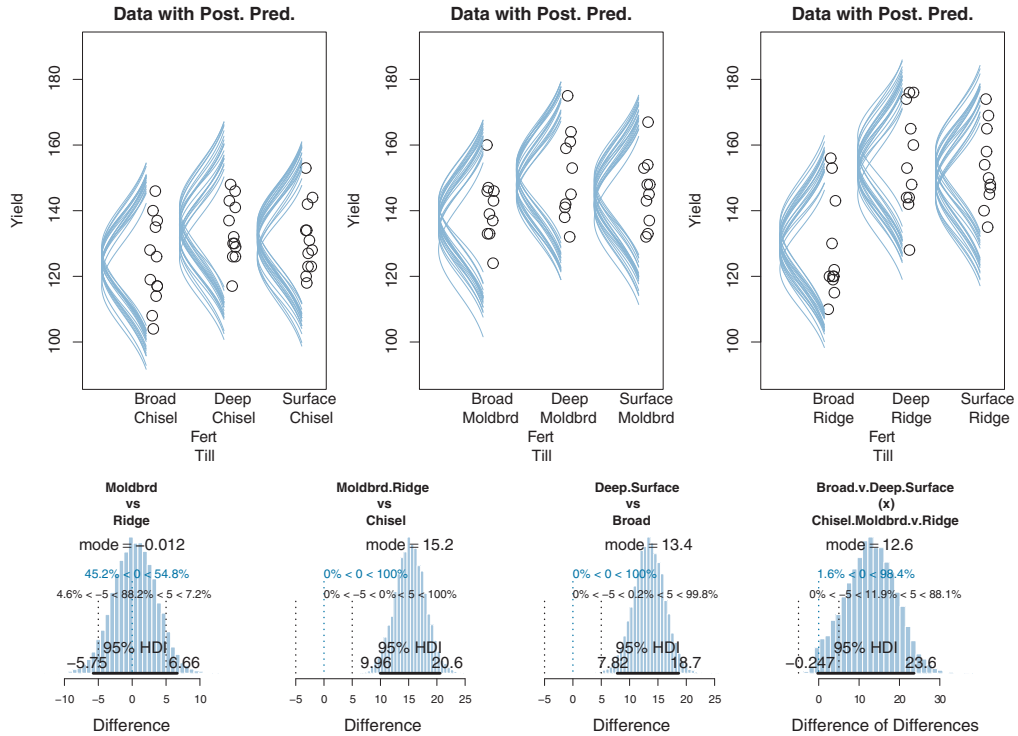 Data with Post. Pred.
Data with Post. Pred.
Data with Post. Pred.
Yield
180
160
140
120
100
Yield
180
160
140
120
100
Yield
180
160
140
120
100
Broad Deep Surface
Chisel Chisel Chisel
Fert
Till
Broad Deep Surface
Moldbrd Moldbrd Moldbrd
Fert
Till
Broad Deep Surface
Ridge Ridge Ridge
Fert
Till
Moldbrd
vs
Ridge
mode = −0.012
45.2% < 0 < 54.8%
4.6% < −5 < 88.2% < 5 < 7.2%
95% HDI
−5.75 6.66
−10 −5 0 5 10
Difference
Moldbrd.Ridge
vs
Chisel
mode = 15.2
0% < 0 < 100%
0% < −5 < 0% < 5 < 100%
95% HDI
9.96 20.6
−5 0 5 10 15 20 25
Difference
Deep.Surface
vs
Broad
mode = 13.4
0% < 0 < 100%
0% < −5 < 0.2% < 5 < 99.8%
95% HDI
7.82 18.7
−5 0 5 10 15 20 25
Difference
Broad.v.Deep.Surface
(x)
Chisel.Moldbrd.v.Ridge
mode = 12.6
1.6% < 0 < 98.4%
0% < −5 < 11.9% < 5 < 88.1%
95% HDI
−0.247 23.6
−5 0 10 20 30
Difference of Differences